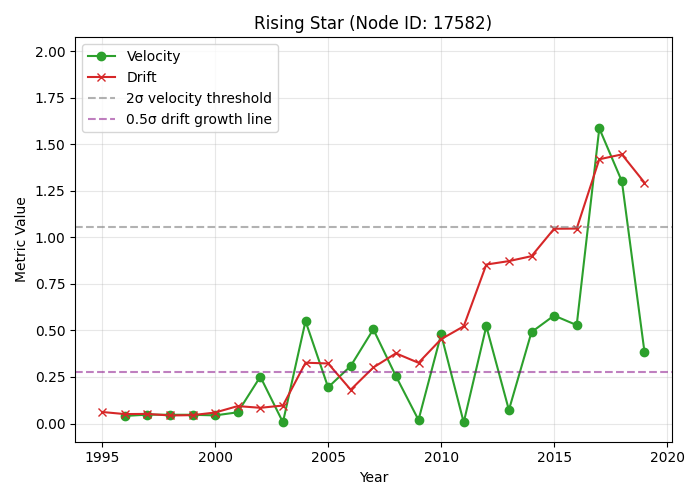 Rising Star (Node ID: 17582)
Velocity
Drift
2σ velocity threshold
0.5σ drift growth line
2.00
1.75
1.50
1.25
1.00
0.75
0.50
0.25
0.00
Metric Value
1995
2000
2005
2010
2015
2020
Year